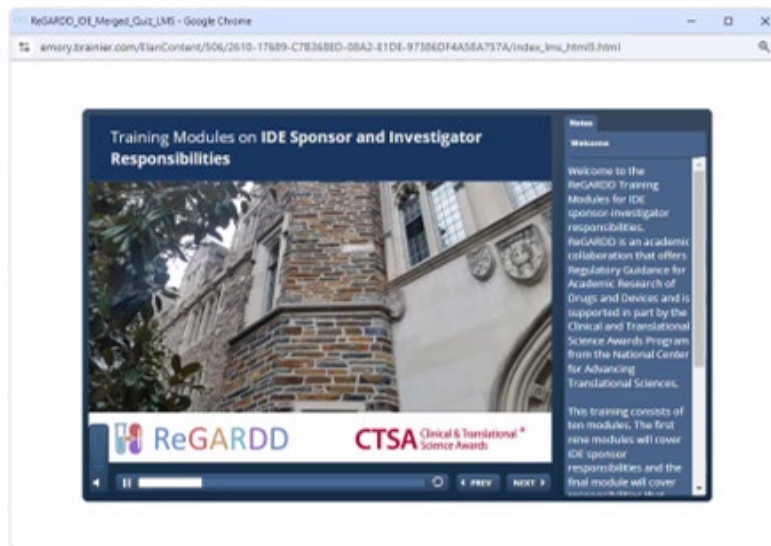 ReGARDD_IDE_Merged_Quiz_LMS - Google Chrome
emory.brainier.com/ElanContent/506/2610-17689-C7B368ED-08A2-E1DE-97386DF4A58A757A/index_lms_html5.html
Training Modules on IDE Sponsor and Investigator
Responsibilities
ReGARDD
CTSA Clinical & Translational
Science Awards
PREV
NEXT
Notes
Welcome
Welcome to the
ReGARDD Training
Modules for IDE
sponsor-investigator
responsibilities.
ReGARDD is an academic
collaboration that offers
Regulatory Guidance for
Academic Research of
Drugs and Devices and is
supported in part by the
Clinical and Translational
Science Awards Program
from the National Center
for Advancing
Translational Sciences.
This training consists of
ten modules. The first
nine modules will cover
IDE sponsor
responsibilities and the
final module will cover
responsibilities that